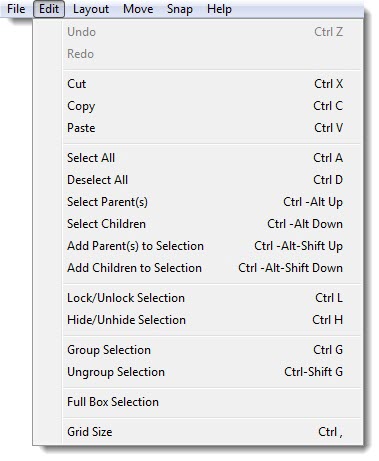 File Edit Layout Move Snap Help
Undo Ctrl Z
Redo
Cut Ctrl X
Copy Ctrl C
Paste Ctrl V
Select All Ctrl A
Deselect All Ctrl D
Select Parent(s) Ctrl -Alt Up
Select Children Ctrl -Alt Down
Add Parent(s) to Selection Ctrl -Alt-Shift Up
Add Children to Selection Ctrl -Alt-Shift Down
Lock/Unlock Selection Ctrl L
Hide/Unhide Selection Ctrl H
Group Selection Ctrl G
Ungroup Selection Ctrl-Shift G
Full Box Selection
Grid Size Ctrl ,